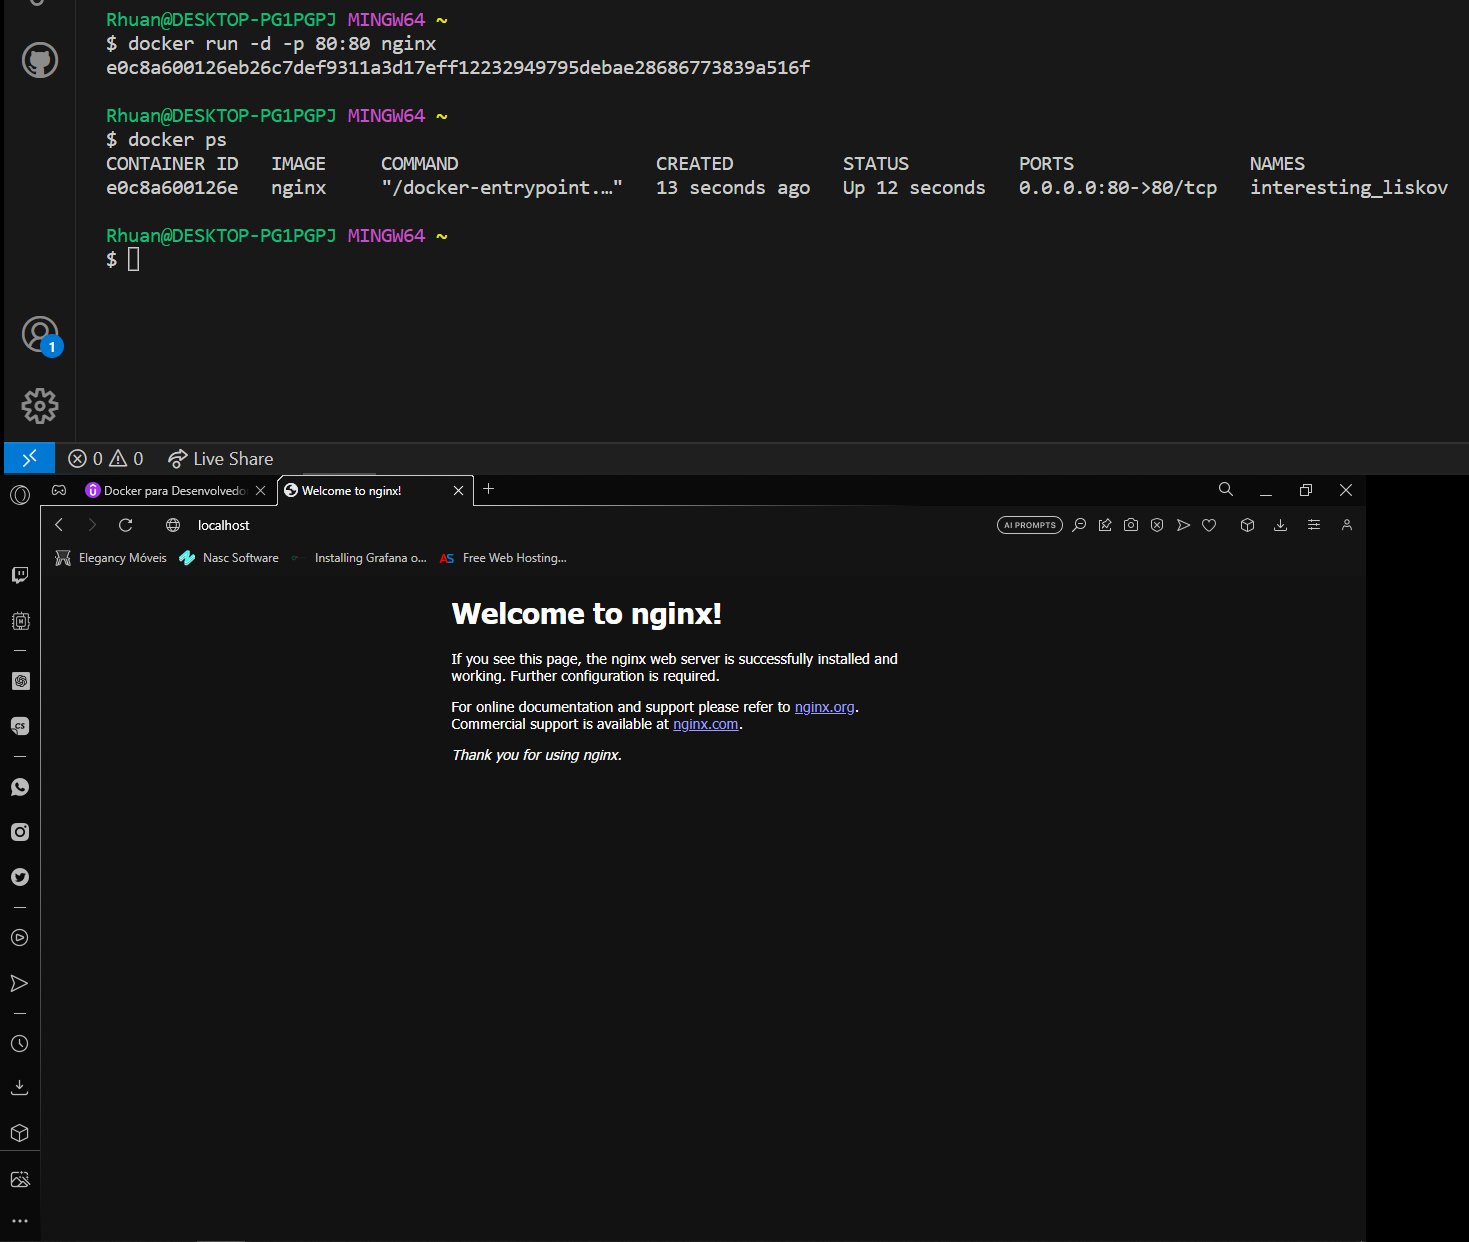 Rhuan@DESKTOP-PG1PGPJ MINGW64 ~
$ docker run -d -p 80:80 nginx
e0c8a600126eb26c7def9311a3d17eff12232949795debae28686773839a516f
Rhuan@DESKTOP-PG1PGPJ MINGW64 ~
$ docker ps
CONTAINER ID IMAGE COMMAND CREATED STATUS PORTS NAMES
e0c8a600126e nginx "/docker-entrypoint.…" 13 seconds ago Up 12 seconds 0.0.0.0:80->80/tcp interesting_liskov
Rhuan@DESKTOP-PG1PGPJ MINGW64 ~
$
1
0 0 Live Share
Docker para Desenvolvedo Welcome to nginx!
localhost AI PROMPTS
Elegancy Móveis Nasc Software Installing Grafana o... AS Free Web Hosting...
Welcome to nginx!
If you see this page, the nginx web server is successfully installed and
working. Further configuration is required.
For online documentation and support please refer to nginx.org.
Commercial support is available at nginx.com.
Thank you for using nginx.
CS